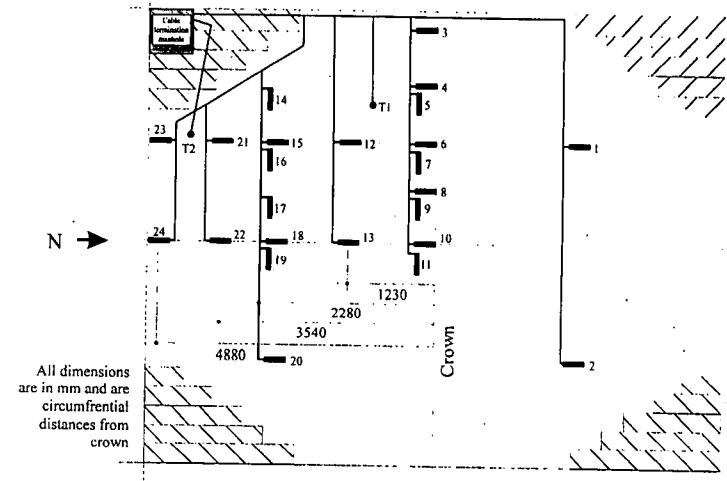 Cable
termination
manhole
3
14
T1
4
5
23
T2
21
15
12
6
1
16
7
8
17
9
N
24
22
18
13
10
19
11
1230
2280
3540
4880
20
Crown
2
All dimensions
are in mm and are
circumfrential
distances from
crown